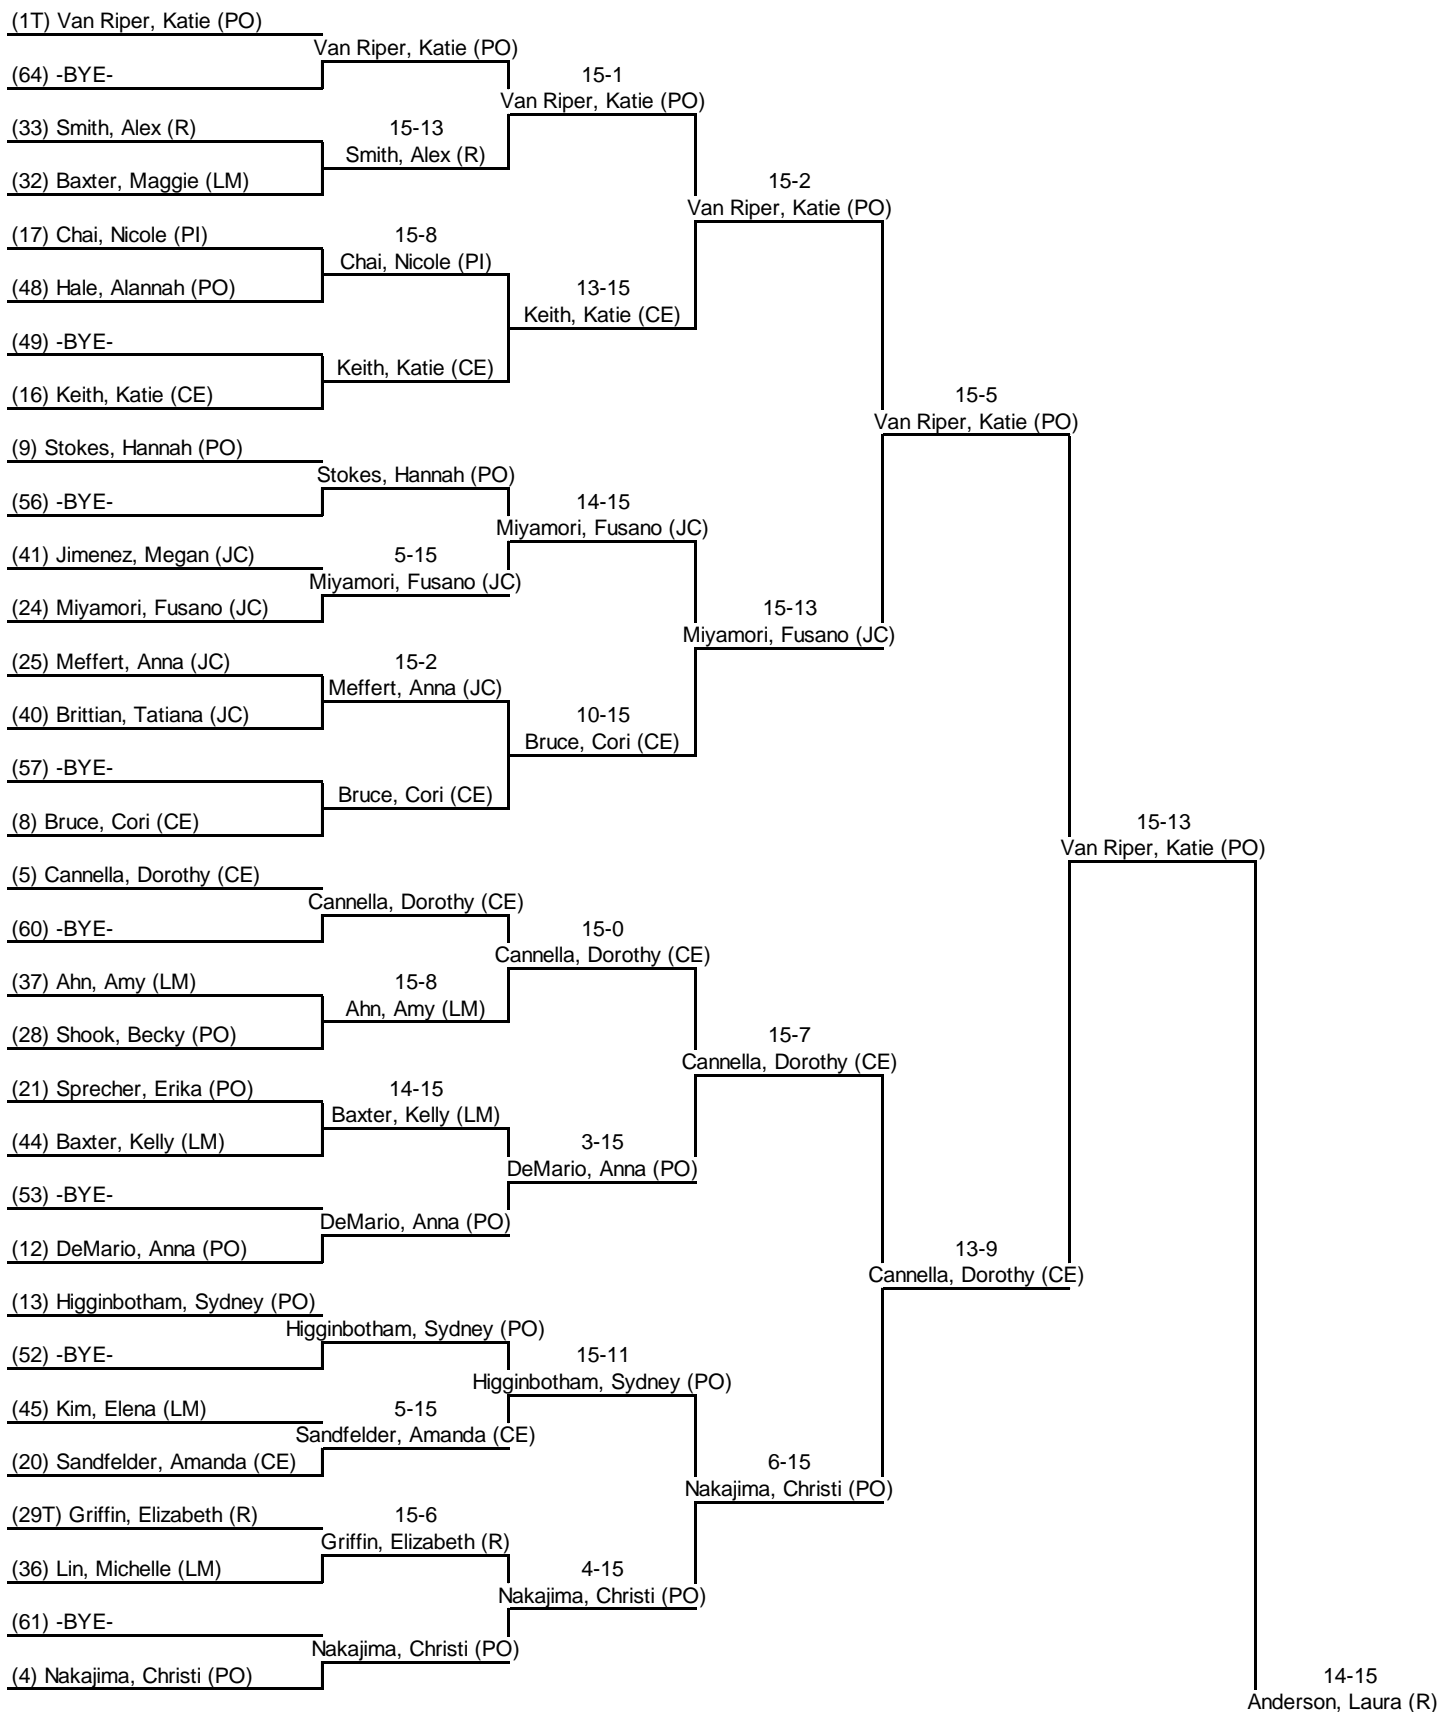 (1T) Van Riper, Katie (PO)
Van Riper, Katie (PO)
(64) -BYE-
15-1
Van Riper, Katie (PO)
(33) Smith, Alex (R)
15-13
Smith, Alex (R)
(32) Baxter, Maggie (LM)
15-2
Van Riper, Katie (PO)
(17) Chai, Nicole (PI)
15-8
Chai, Nicole (PI)
(48) Hale, Alannah (PO)
13-15
Keith, Katie (CE)
(49) -BYE-
Keith, Katie (CE)
(16) Keith, Katie (CE)
15-5
Van Riper, Katie (PO)
(9) Stokes, Hannah (PO)
Stokes, Hannah (PO)
(56) -BYE-
14-15
Miyamori, Fusano (JC)
(41) Jimenez, Megan (JC)
5-15
Miyamori, Fusano (JC)
(24) Miyamori, Fusano (JC)
15-13
Miyamori, Fusano (JC)
(25) Meffert, Anna (JC)
15-2
Meffert, Anna (JC)
(40) Brittian, Tatiana (JC)
10-15
Bruce, Cori (CE)
(57) -BYE-
Bruce, Cori (CE)
(8) Bruce, Cori (CE)
15-13
Van Riper, Katie (PO)
(5) Cannella, Dorothy (CE)
Cannella, Dorothy (CE)
(60) -BYE-
15-0
Cannella, Dorothy (CE)
(37) Ahn, Amy (LM)
15-8
Ahn, Amy (LM)
(28) Shook, Becky (PO)
15-7
Cannella, Dorothy (CE)
(21) Sprecher, Erika (PO)
14-15
Baxter, Kelly (LM)
(44) Baxter, Kelly (LM)
3-15
DeMario, Anna (PO)
(53) -BYE-
DeMario, Anna (PO)
(12) DeMario, Anna (PO)
13-9
Cannella, Dorothy (CE)
(13) Higginbotham, Sydney (PO)
Higginbotham, Sydney (PO)
(52) -BYE-
15-11
Higginbotham, Sydney (PO)
(45) Kim, Elena (LM)
5-15
Sandfelder, Amanda (CE)
(20) Sandfelder, Amanda (CE)
6-15
Nakajima, Christi (PO)
(29T) Griffin, Elizabeth (R)
15-6
Griffin, Elizabeth (R)
(36) Lin, Michelle (LM)
4-15
Nakajima, Christi (PO)
(61) -BYE-
Nakajima, Christi (PO)
(4) Nakajima, Christi (PO)
14-15
Anderson, Laura (R)